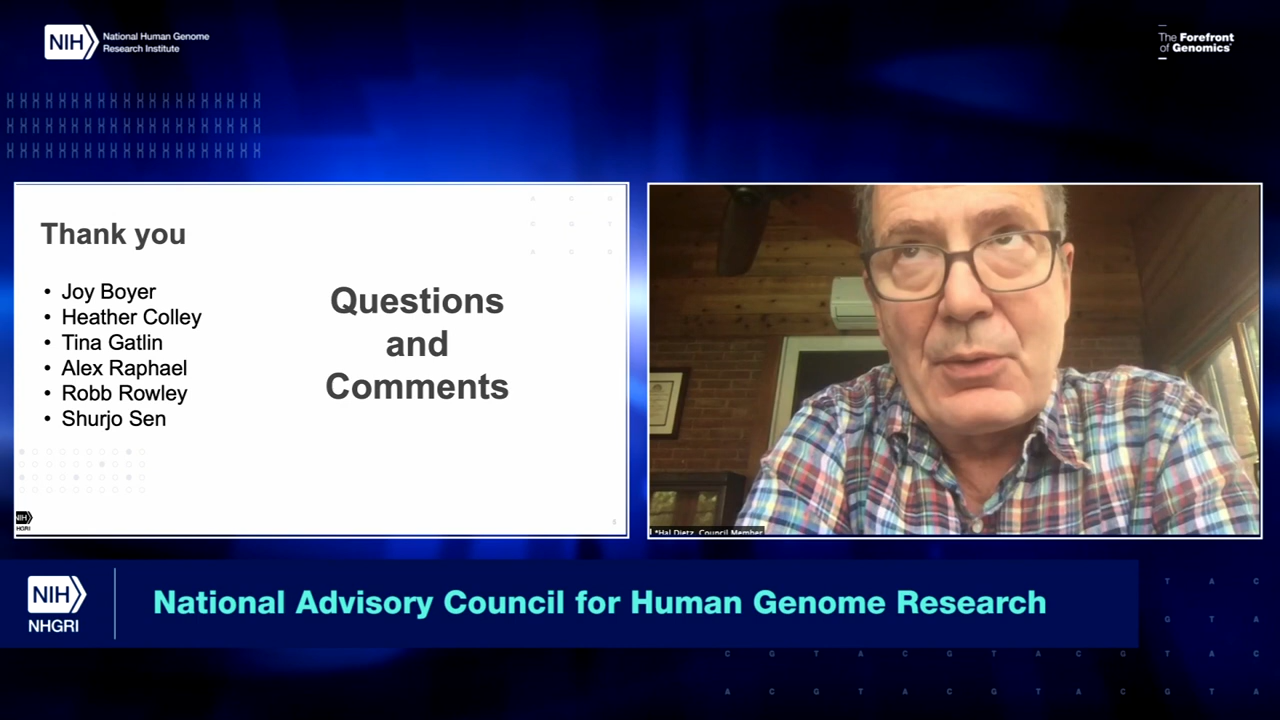 NIH
National Human Genome
Research Institute
The Forefront
of Genomics
A C G
T
A C G
Thank you
• Joy Boyer
• Heather Colley
• Tina Gatlin
• Alex Raphael
• Robb Rowley
• Shurjo Sen
Questions
and
Comments
NIH
NHGRI
*Hal Dietz, Council Member
NIH
NHGRI
National Advisory Council for Human Genome Research
T A C
G T A
C G T A C G T A C G T A C
A C G T A C G T A C G T A